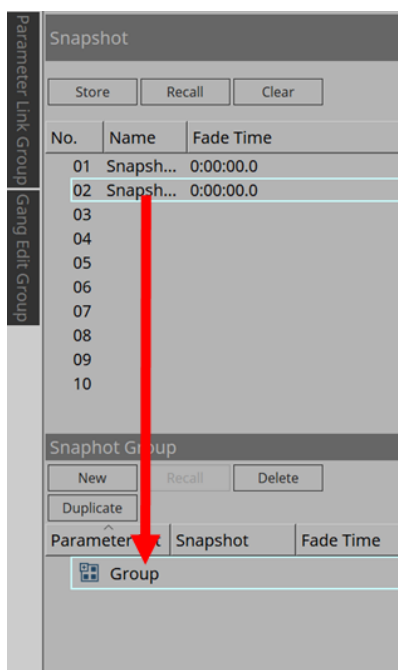 Parameter Link Group
Gang Edit Group
Snapshot
Store Recall Clear
No. Name Fade Time
01 Snapsh... 0:00:00.0
02 Snapsh... 0:00:00.0
03
04
05
06
07
08
09
10
Snaphot Group
New Recall Delete
Duplicate
Snapshot Fade Time
Group